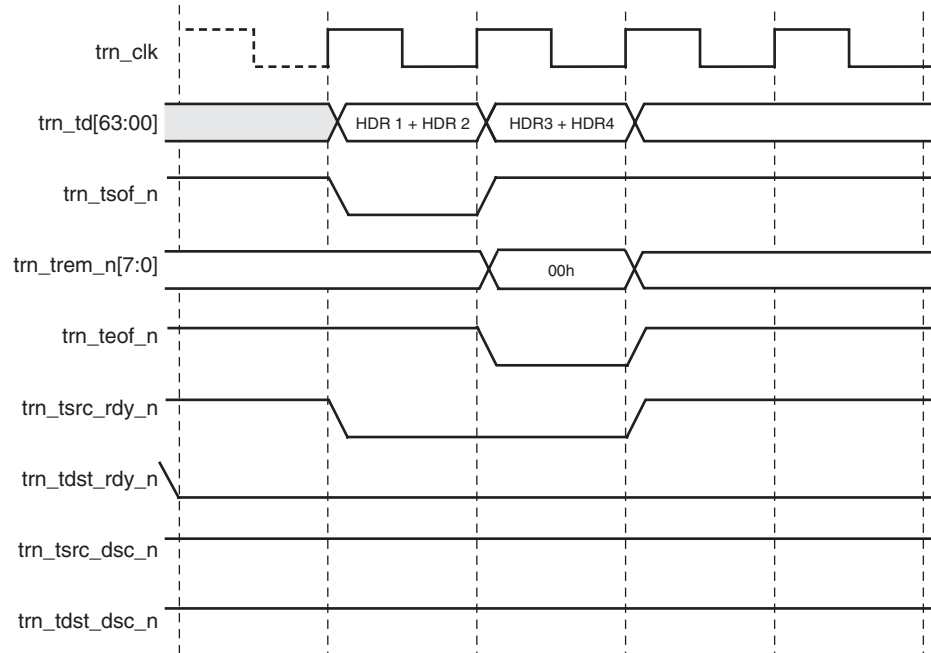 trn_clk
trn_td[63:00]
HDR 1 + HDR 2
HDR3 + HDR4
trn_tsof_n
trn_trem_n[7:0]
00h
trn_teof_n
trn_tsrc_rdy_n
trn_tdst_rdy_n
trn_tsrc_dsc_n
trn_tdst_dsc_n